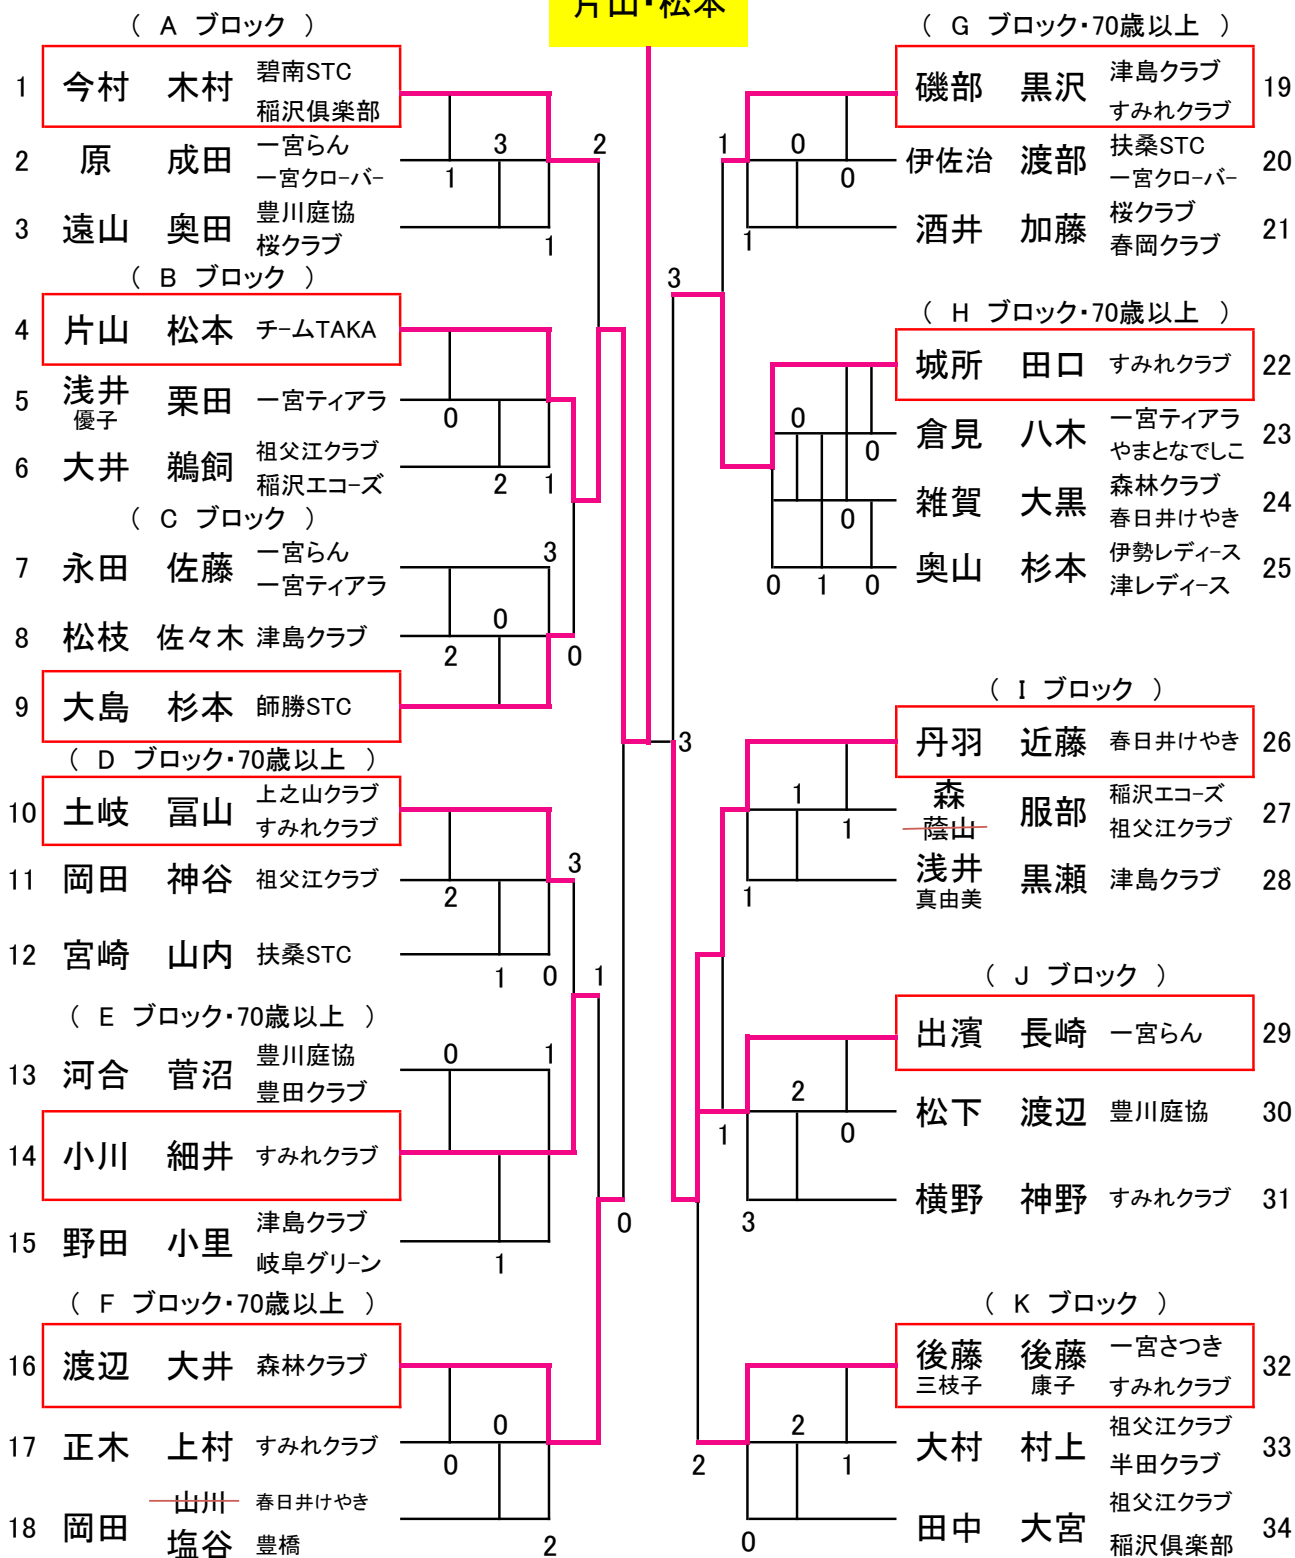 片山・松本
( A ブロック )
1 今村 木村 碧南STC
稲沢倶楽部
2 原 成田 一宮らん
一宮クローバー
3 遠山 奥田 豊川庭協
桜クラブ
3
1
2
1
( B ブロック )
4 片山 松本 チームTAKA
5 浅井 栗田 一宮ティアラ
優子
6 大井 鵜飼 祖父江クラブ
稲沢エコーズ
0
2 1
( C ブロック )
7 永田 佐藤 一宮らん
一宮ティアラ
8 松枝 佐々木 津島クラブ
9 大島 杉本 師勝STC
3
0
2
0
( D ブロック・70歳以上 )
10 土岐 冨山 上之山クラブ
すみれクラブ
11 岡田 神谷 祖父江クラブ
12 宮崎 山内 扶桑STC
2
3
1 0
1
( E ブロック・70歳以上 )
13 河合 菅沼 豊川庭協
豊田クラブ
14 小川 細井 すみれクラブ
15 野田 小里 津島クラブ
岐阜グリーン
0 1
1
0
( F ブロック・70歳以上 )
16 渡辺 大井 森林クラブ
17 正木 上村 すみれクラブ
18 岡田 山川 春日井けやき
塩谷 豊橋
0
0
2
( G ブロック・70歳以上 )
磯部 黒沢 津島クラブ 19
すみれクラブ
伊佐治 渡部 扶桑STC 20
一宮クローバー
酒井 加藤 桜クラブ 21
春岡クラブ
1 0
0
1
3
( H ブロック・70歳以上 )
城所 田口 すみれクラブ 22
倉見 八木 一宮ティアラ 23
やまとなでしこ
雑賀 大黒 森林クラブ 24
春日井けやき
奥山 杉本 伊勢レディース 25
津レディース
0
0
0
0 1 0
3
( I ブロック )
丹羽 近藤 春日井けやき 26
森 服部 稲沢エコーズ 27
蔭山 祖父江クラブ
浅井 黒瀬 津島クラブ 28
真由美
1
1
1
( J ブロック )
出濱 長崎 一宮らん 29
松下 渡辺 豊川庭協 30
横野 神野 すみれクラブ 31
2
1 0
3
( K ブロック )
後藤 後藤 一宮さつき 32
三枝子 康子 すみれクラブ
大村 村上 祖父江クラブ 33
半田クラブ
田中 大宮 祖父江クラブ 34
稲沢倶楽部
2
2 1
0